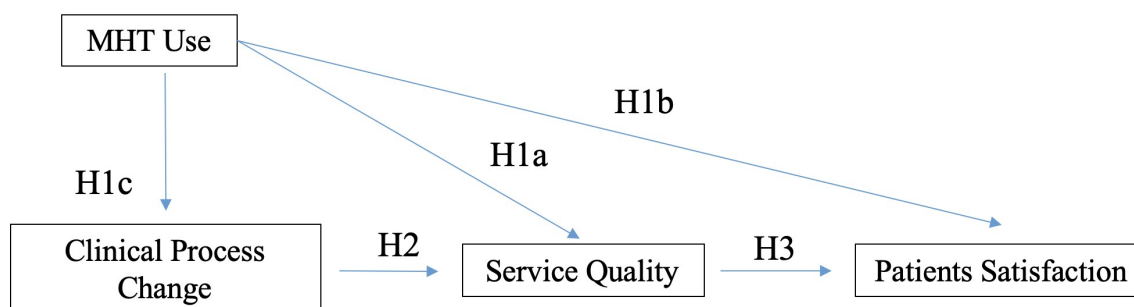 MHT Use
H1b
H1a
H1c
Clinical Process
Change
H2
Service Quality
H3
Patients Satisfaction